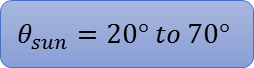 θsun = 20° to 70°